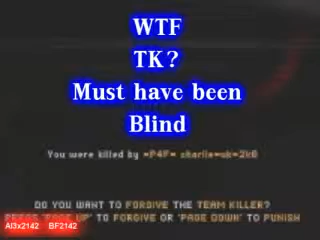 WTF
TK?
Must have been
Blind
You were killed by =P4F= charlie=uk=2k6
DO YOU WANT TO FORGIVE THE TEAM KILLER?
PRESS 'PAGE UP' TO FORGIVE OR 'PAGE DOWN' TO PUNISH
Al3x2142 BF2142